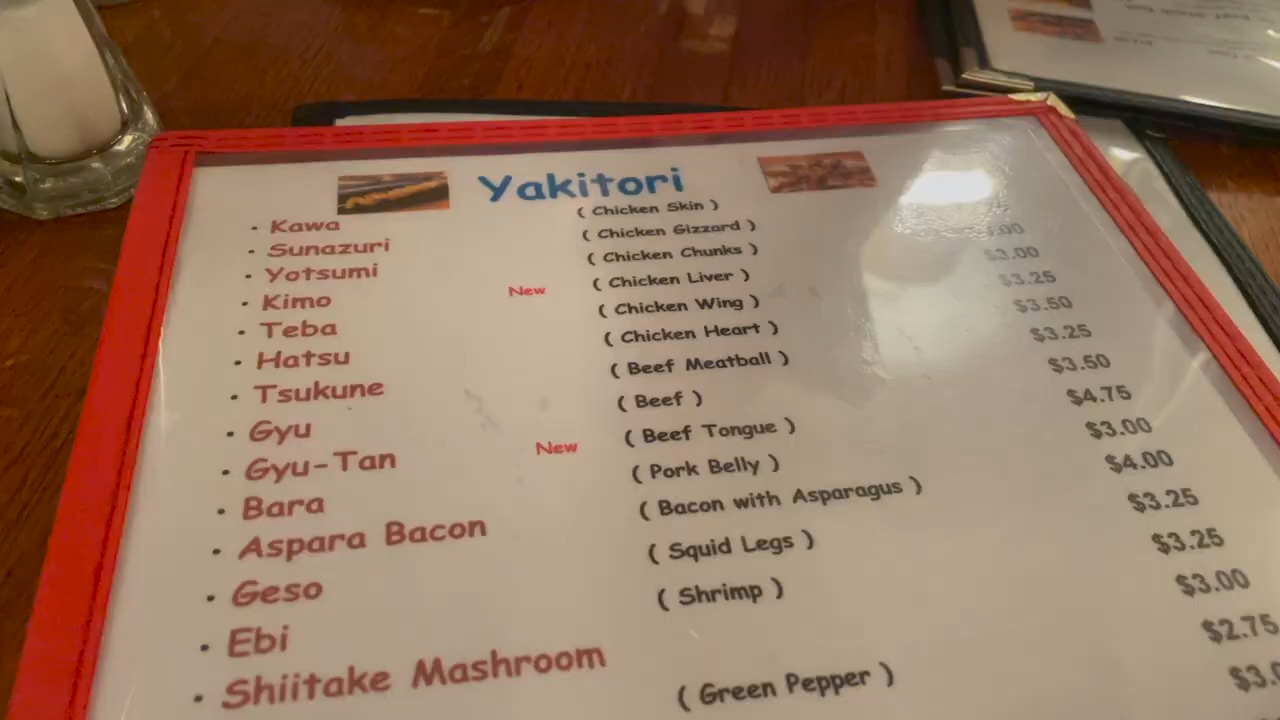 Yakitori
• Kawa ( Chicken Skin )
• Sunazuri ( Chicken Gizzard )
• Yotsumi ( Chicken Chunks ) .00
• Kimo New ( Chicken Liver ) $3.00
• Teba ( Chicken Wing ) $3.25
• Hatsu ( Chicken Heart ) $3.50
• Tsukune ( Beef Meatball ) $3.25
• Gyu ( Beef ) $3.50
• Gyu-Tan New ( Beef Tongue ) $4.75
• Bara ( Pork Belly ) $3.00
• Aspara Bacon ( Bacon with Asparagus ) $4.00
• Geso ( Squid Legs ) $3.25
• Ebi ( Shrimp ) $3.25
• Shiitake Mashroom $3.00
( Green Pepper ) $2.75